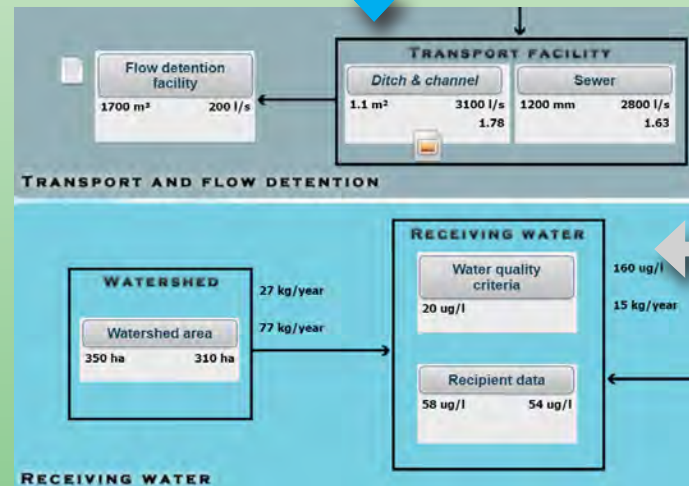 TRANSPORT FACILITY
Flow detention
facility
1700 m³ 200 l/s
Ditch & channel
1.1 m² 3100 l/s
1.78
Sewer
1200 mm 2800 l/s
1.63
TRANSPORT AND FLOW DETENTION
WATERSHED
Watershed area
350 ha 310 ha
27 kg/year
77 kg/year
RECEIVING WATER
Water quality
criteria
20 ug/l
Recipient data
58 ug/l 54 ug/l
160 ug/l
15 kg/year
RECEIVING WATER